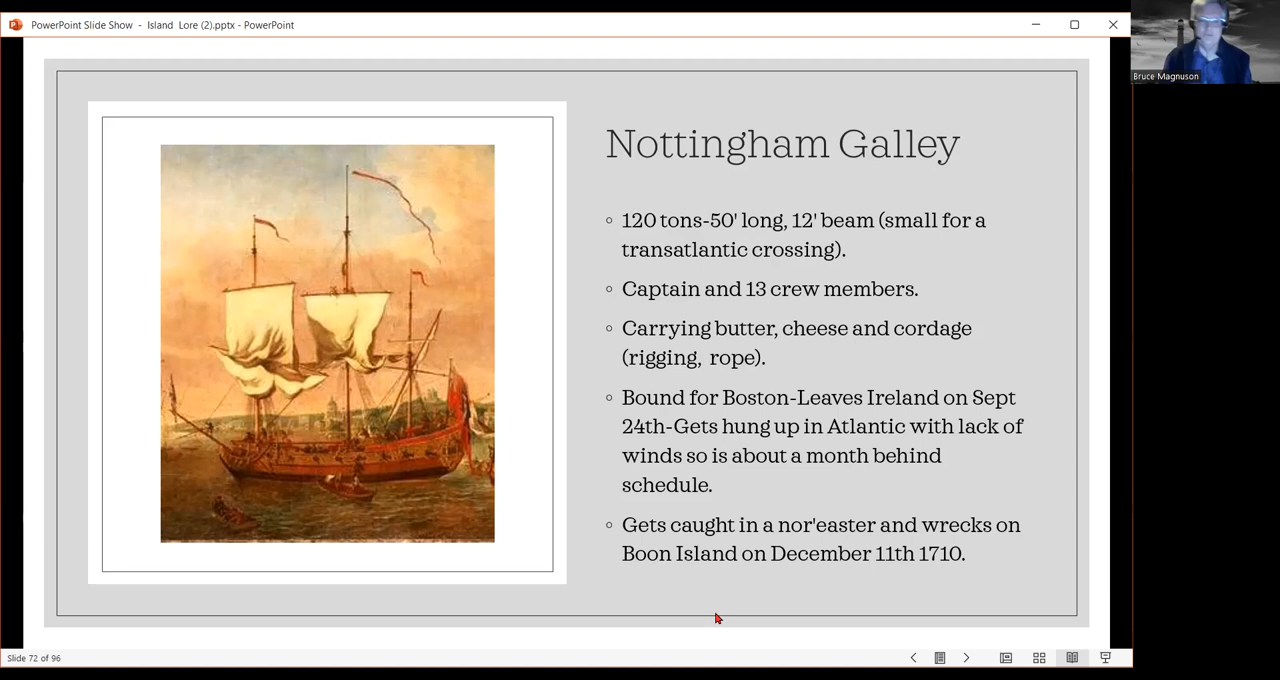 PowerPoint Slide Show - Island Lore (2).pptx - PowerPoint
Bruce Magnuson
Nottingham Galley
120 tons-50' long, 12' beam (small for a
transatlantic crossing).
Captain and 13 crew members.
Carrying butter, cheese and cordage
(rigging, rope).
Bound for Boston-Leaves Ireland on Sept
24th-Gets hung up in Atlantic with lack of
winds so is about a month behind
schedule.
Gets caught in a nor'easter and wrecks on
Boon Island on December 11th 1710.
Slide 72 of 96